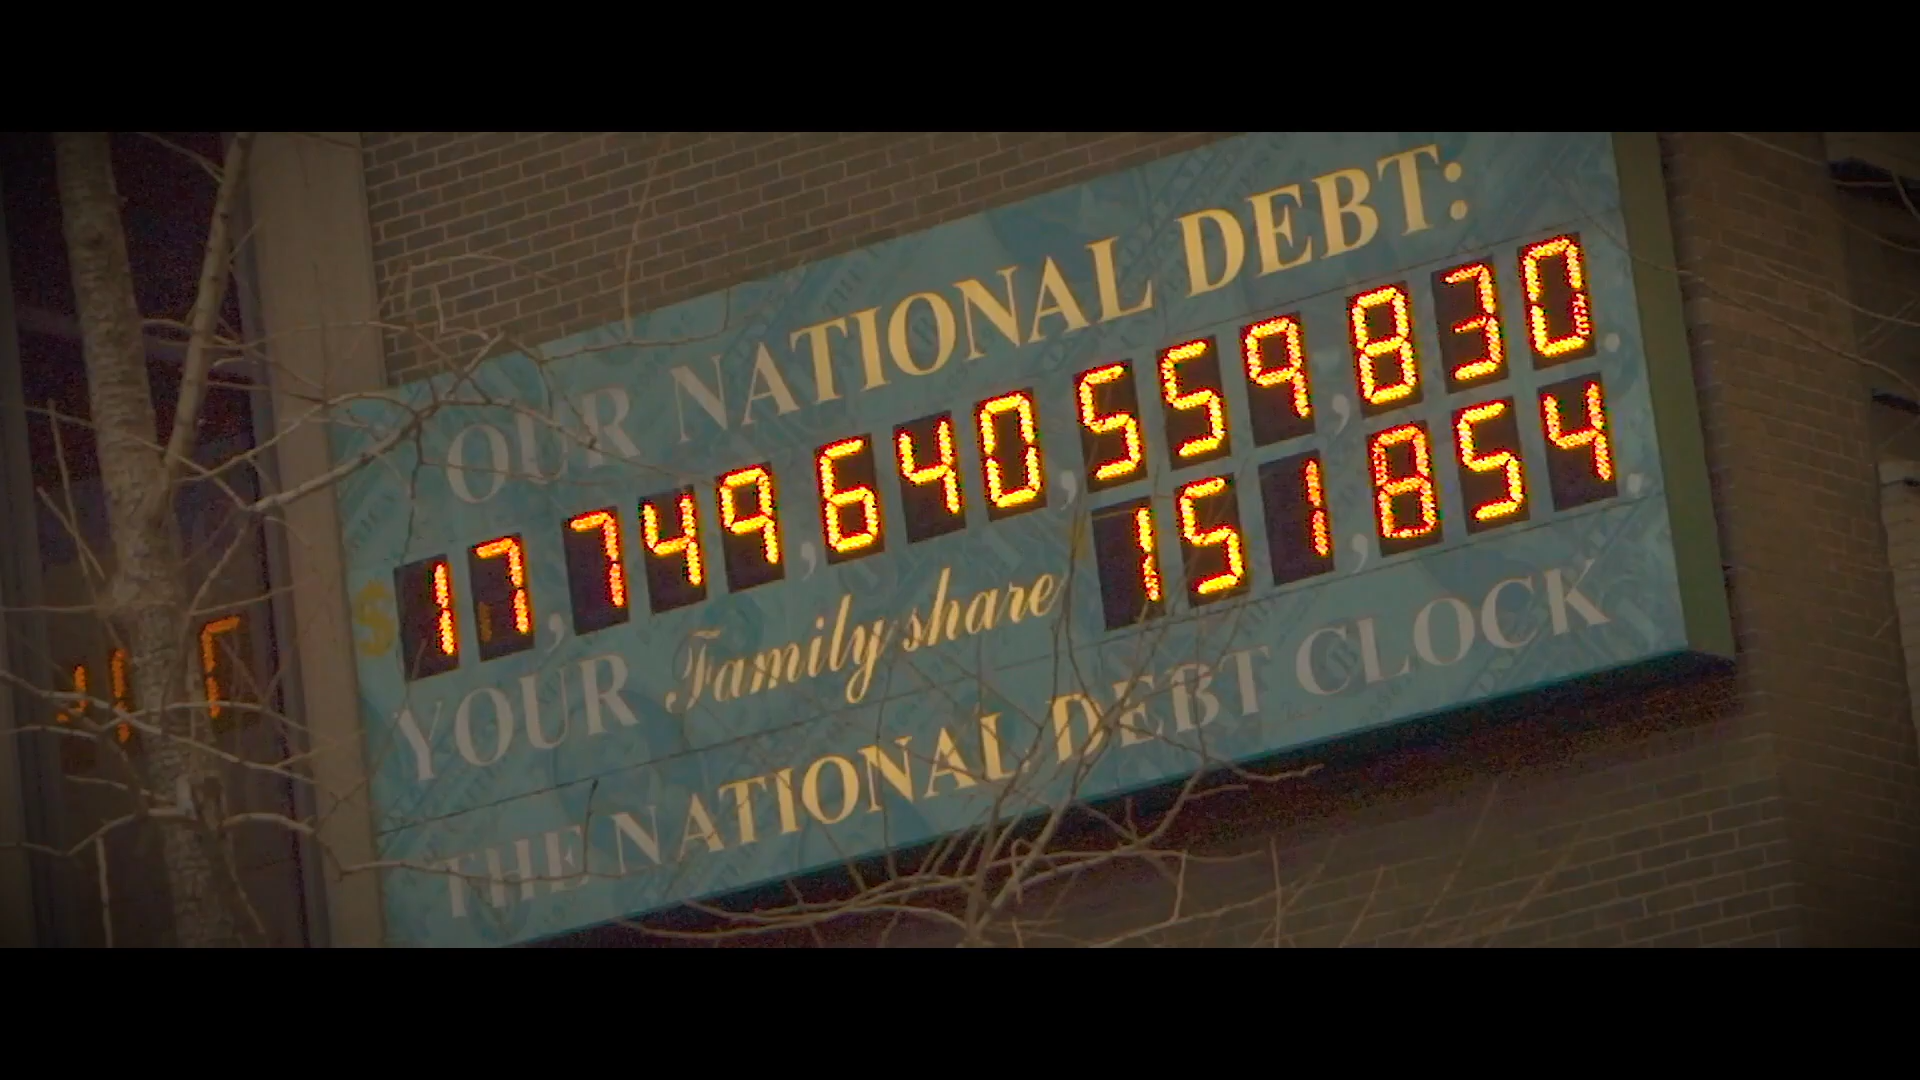 OUR NATIONAL DEBT:
$17,749,640,559,830.
YOUR Family share $151,854.
THE NATIONAL DEBT CLOCK